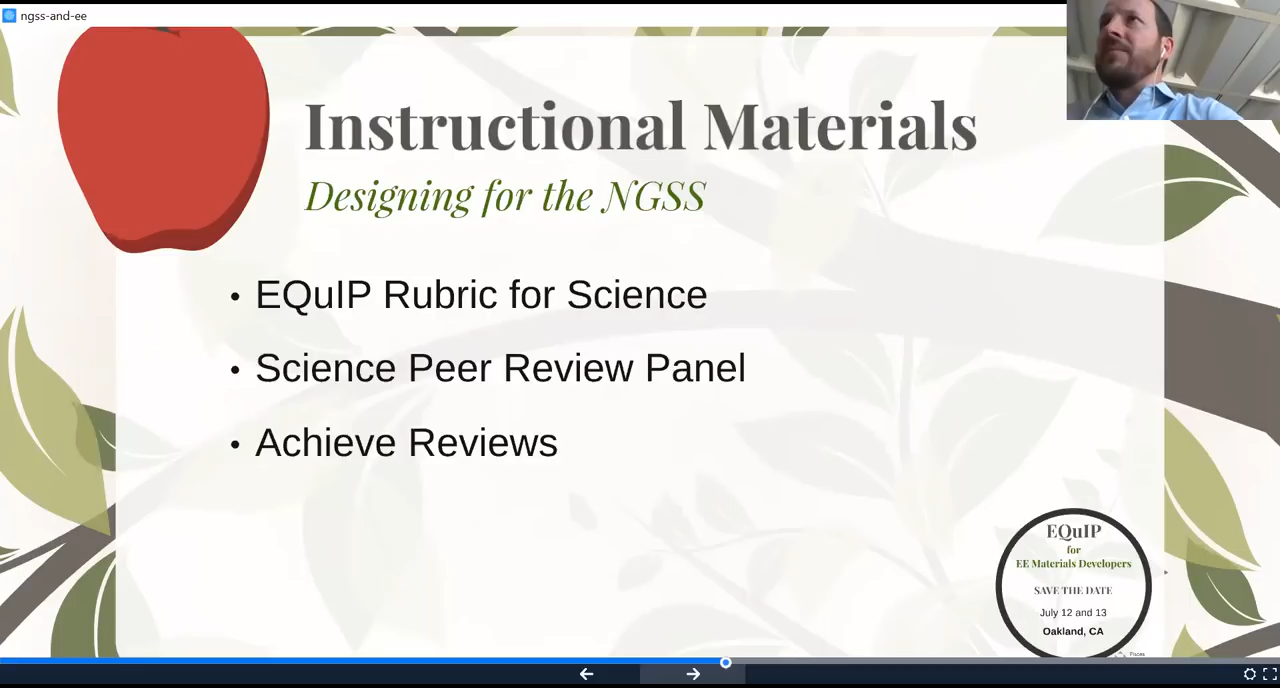 ngss-and-ee
Instructional Materials
Designing for the NGSS
• EQuIP Rubric for Science
• Science Peer Review Panel
• Achieve Reviews
EQuIP
for
EE Materials Developers
SAVE THE DATE
July 12 and 13
Oakland, CA